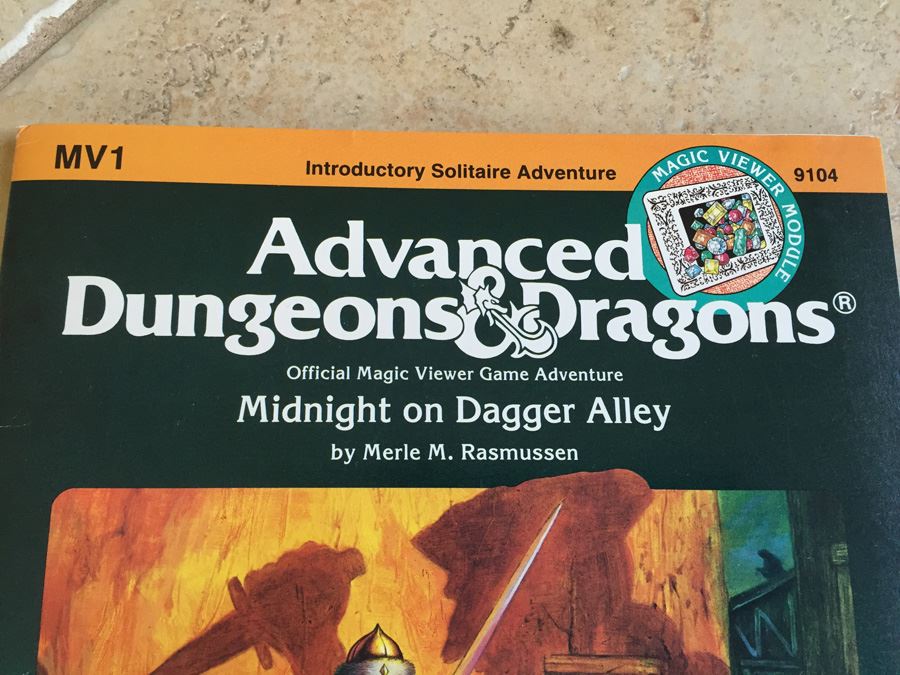 MV1
Introductory Solitaire Adventure
MAGIC VIEWER MODULE
9104
Advanced
Dungeons & Dragons®
Official Magic Viewer Game Adventure
Midnight on Dagger Alley
by Merle M. Rasmussen